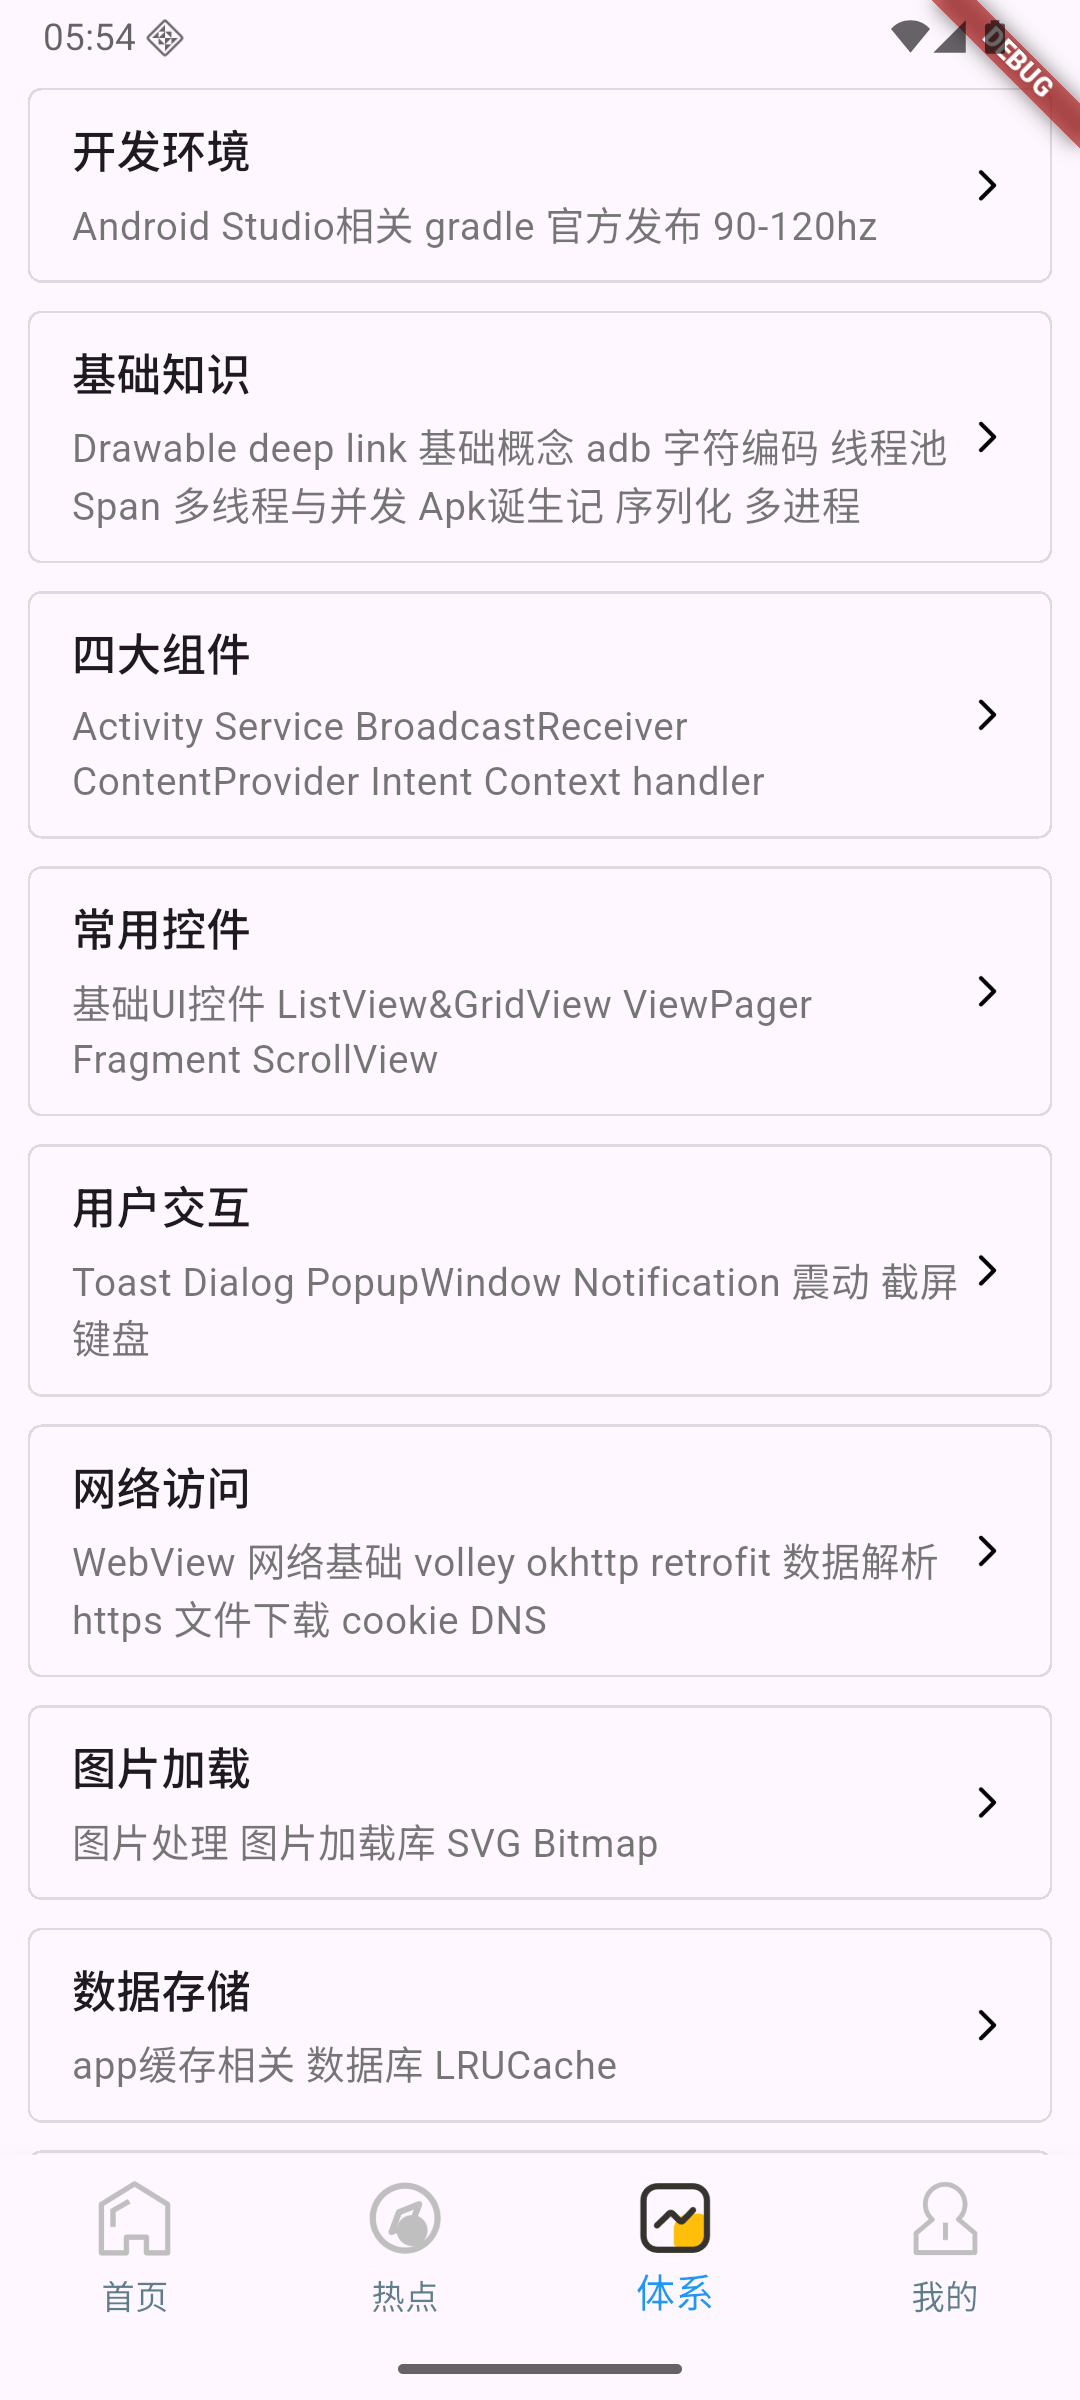 05:54
DEBUG
开发环境
Android Studio相关 gradle 官方发布 90-120hz
基础知识
Drawable deep link 基础概念 adb 字符编码 线程池
Span 多线程与并发 Apk诞生记 序列化 多进程
四大组件
Activity Service BroadcastReceiver
ContentProvider Intent Context handler
常用控件
基础UI控件 ListView&GridView ViewPager
Fragment ScrollView
用户交互
Toast Dialog PopupWindow Notification 震动 截屏
键盘
网络访问
WebView 网络基础 volley okhttp retrofit 数据解析
https 文件下载 cookie DNS
图片加载
图片处理 图片加载库 SVG Bitmap
数据存储
app缓存相关 数据库 LRUCache
首页
热点
体系
我的